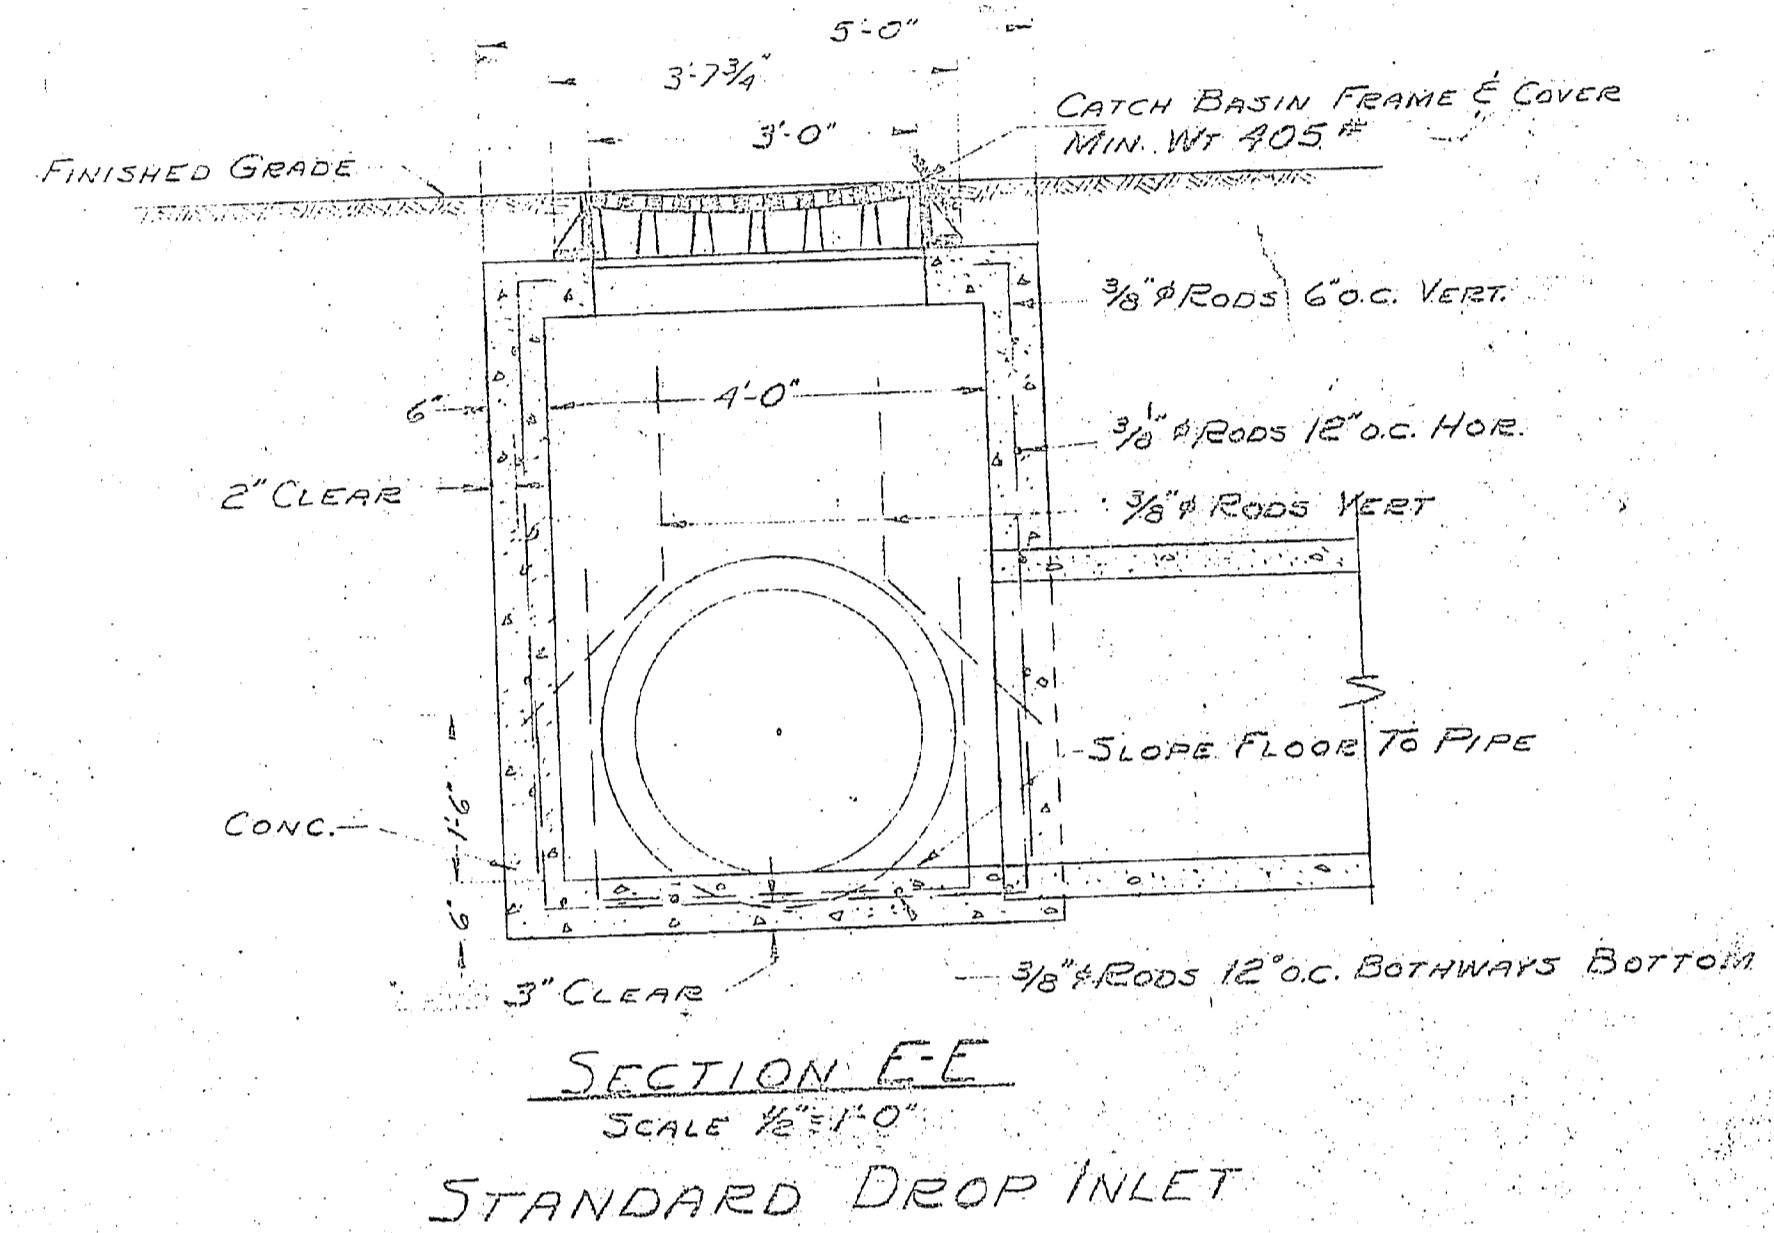 5'-0"
3'-7 3/4"
3'-0"
CATCH BASIN FRAME & COVER
MIN. WT 405 #
FINISHED GRADE
3/8" φ RODS 6" O.C. VERT.
4'-0"
6"
3/8" φ RODS 12" O.C. HOR.
2" CLEAR
3/8" φ RODS VERT
SLOPE FLOOR TO PIPE
1'-9"
CONC.
6"
3" CLEAR
3/8" φ RODS 12" O.C. BOTHWAYS BOTTOM
SECTION E-E
SCALE 1/2" = 1'-0"
STANDARD DROP INLET